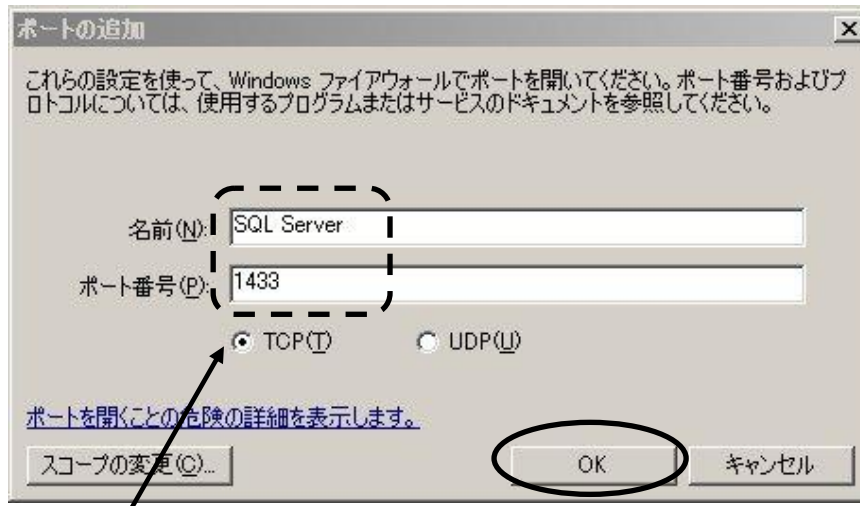 ポートの追加
これらの設定を使って、Windows ファイアウォールでポートを開いてください。ポート番号およびプ
ロトコルについては、使用するプログラムまたはサービスのドキュメントを参照してください。
名前(N): SQL Server
ポート番号(P): 1433
TCP(T) UDP(U)
ポートを開くことの危険の詳細を表示します。
スコープの変更(C)... OK キャンセル